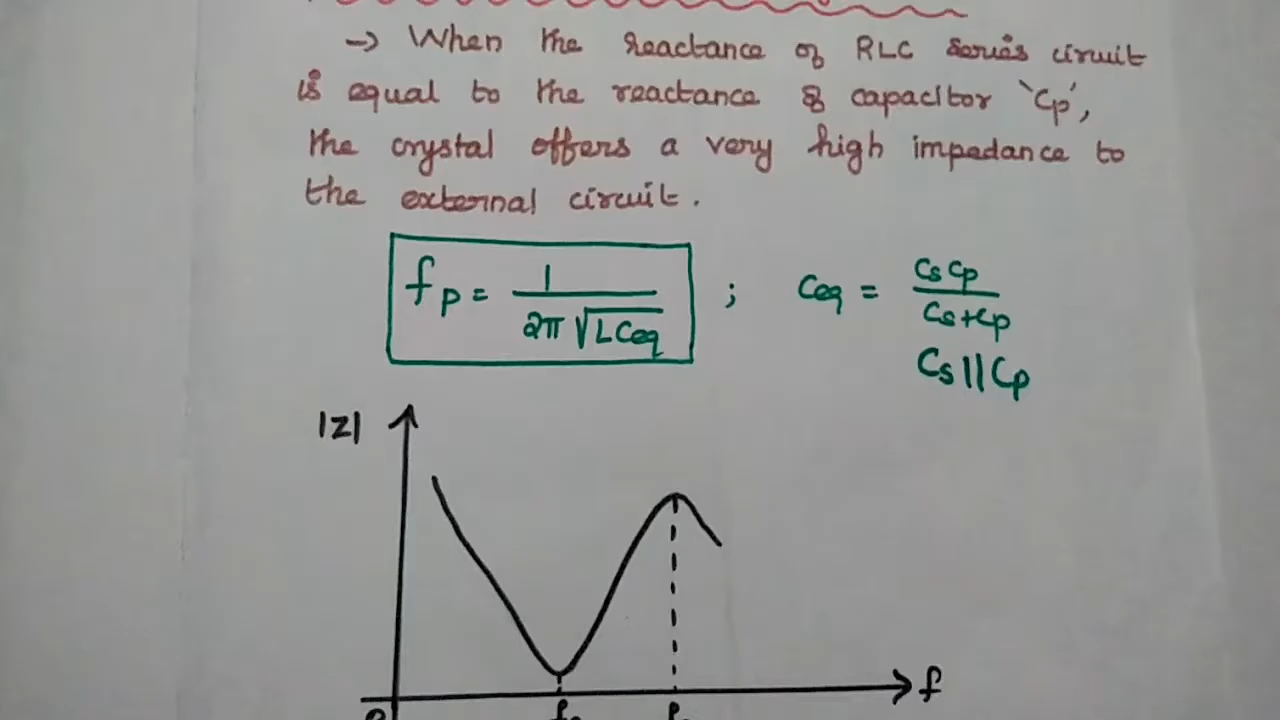 → When the reactance of RLC series circuit
is equal to the reactance of capacitor 'Cp',
the crystal offers a very high impedance to
the external circuit.
fp = 1 / 2π √LCeq ; Ceq = CsCp / Cs+Cp
Cs||Cp
|Z|
f